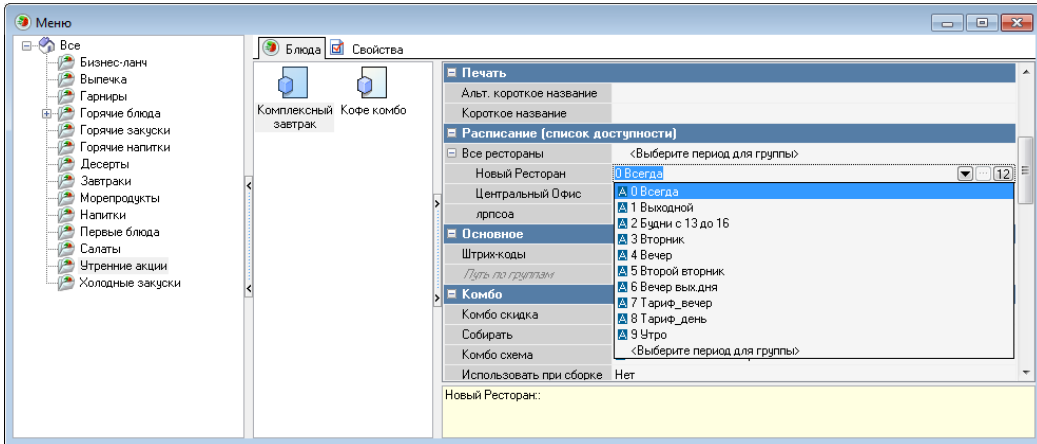 Меню
Все
Бизнес-ланч
Выпечка
Гарниры
Горячие блюда
Горячие закуски
Горячие напитки
Десерты
Завтраки
Морепродукты
Напитки
Первые блюда
Салаты
Утренние акции
Холодные закуски
Блюда Свойства
Комплексный завтрак
Кофе комбо
Печать
Альт. короткое название
Короткое название
Расписание (список доступности)
Все рестораны <Выберите период для группы>
Новый Ресторан 0 Всегда 12
Центральный Офис
лрпсоа
Основное
Штрих-коды
Путь по группам
Комбо
Комбо скидка
Собирать
Комбо схема
Использовать при сборке Нет
0 Всегда
1 Выходной
2 Будни с 13 до 16
3 Вторник
4 Вечер
5 Второй вторник
6 Вечер вых.дня
7 Тариф_вечер
8 Тариф_день
9 Утро
<Выберите период для группы>
Новый Ресторан::